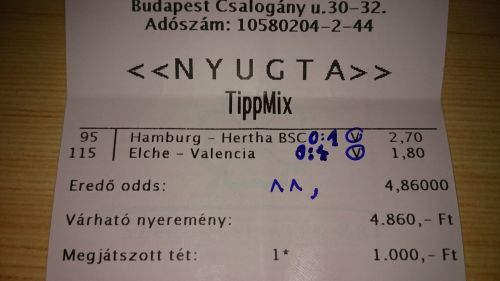 Budapest Csalogány u.30-32.
Adószám: 10580204-2-44
<<NYUGTA>>
TippMix
95 Hamburg - Hertha BSC 0:1 V 2,70
115 Elche - Valencia 0:4 V 1,80
Eredő odds: ^^, 4,86000
Várható nyeremény: 4.860,- Ft
Megjátszott tét: 1* 1.000,- Ft